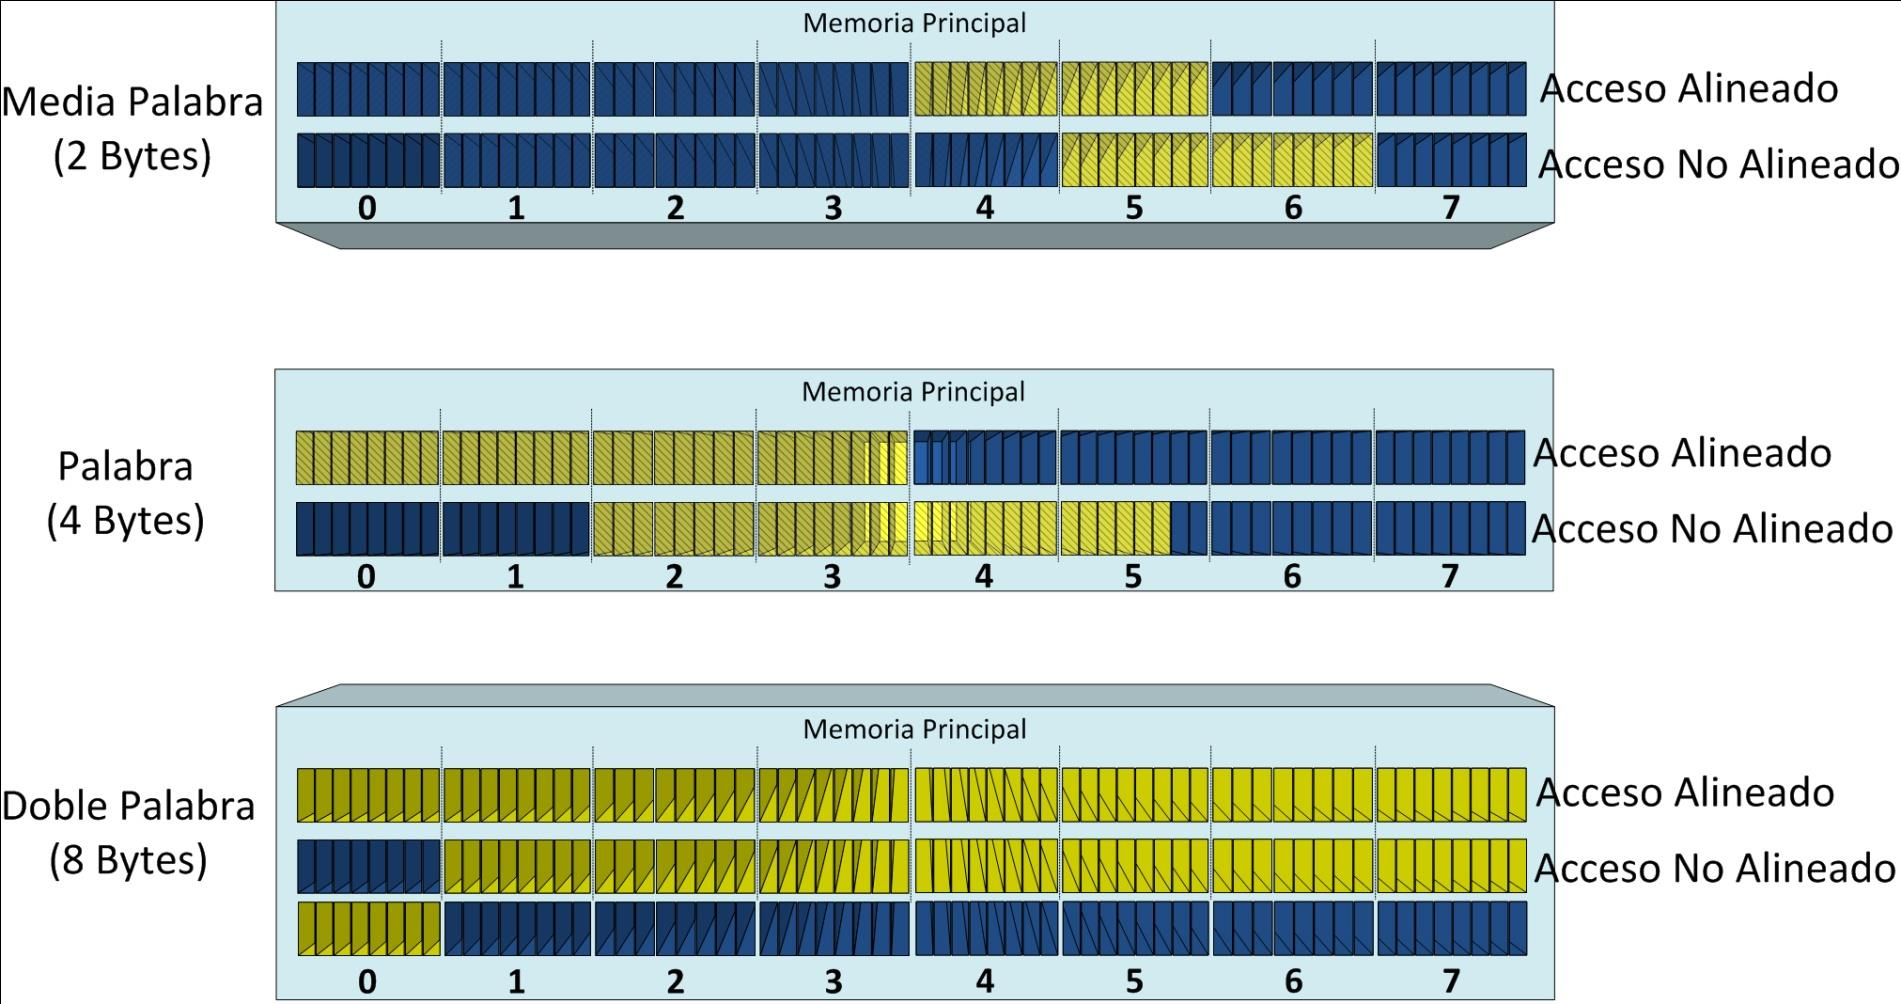 Memoria Principal
Media Palabra
(2 Bytes)
Acceso Alineado
Acceso No Alineado
0 1 2 3 4 5 6 7
Memoria Principal
Palabra
(4 Bytes)
Acceso Alineado
Acceso No Alineado
0 1 2 3 4 5 6 7
Memoria Principal
Doble Palabra
(8 Bytes)
Acceso Alineado
Acceso No Alineado
0 1 2 3 4 5 6 7